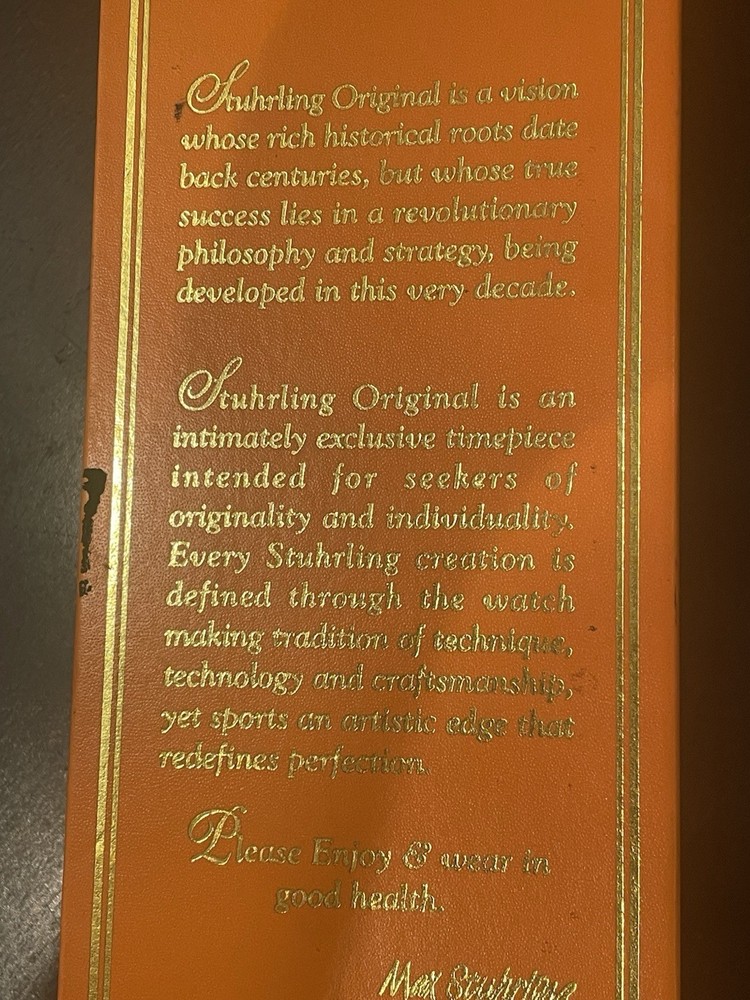 Stuhrling Original is a vision
whose rich historical roots date
back centuries, but whose true
success lies in a revolutionary
philosophy and strategy, being
developed in this very decade.
Stuhrling Original is an
intimately exclusive timepiece
intended for seekers of
originality and individuality.
Every Stuhrling creation is
defined through the watch
making tradition of technique,
technology and craftsmanship,
yet sports an artistic edge that
redefines perfection.
Please Enjoy & wear in
good health.
Max Stuhrling